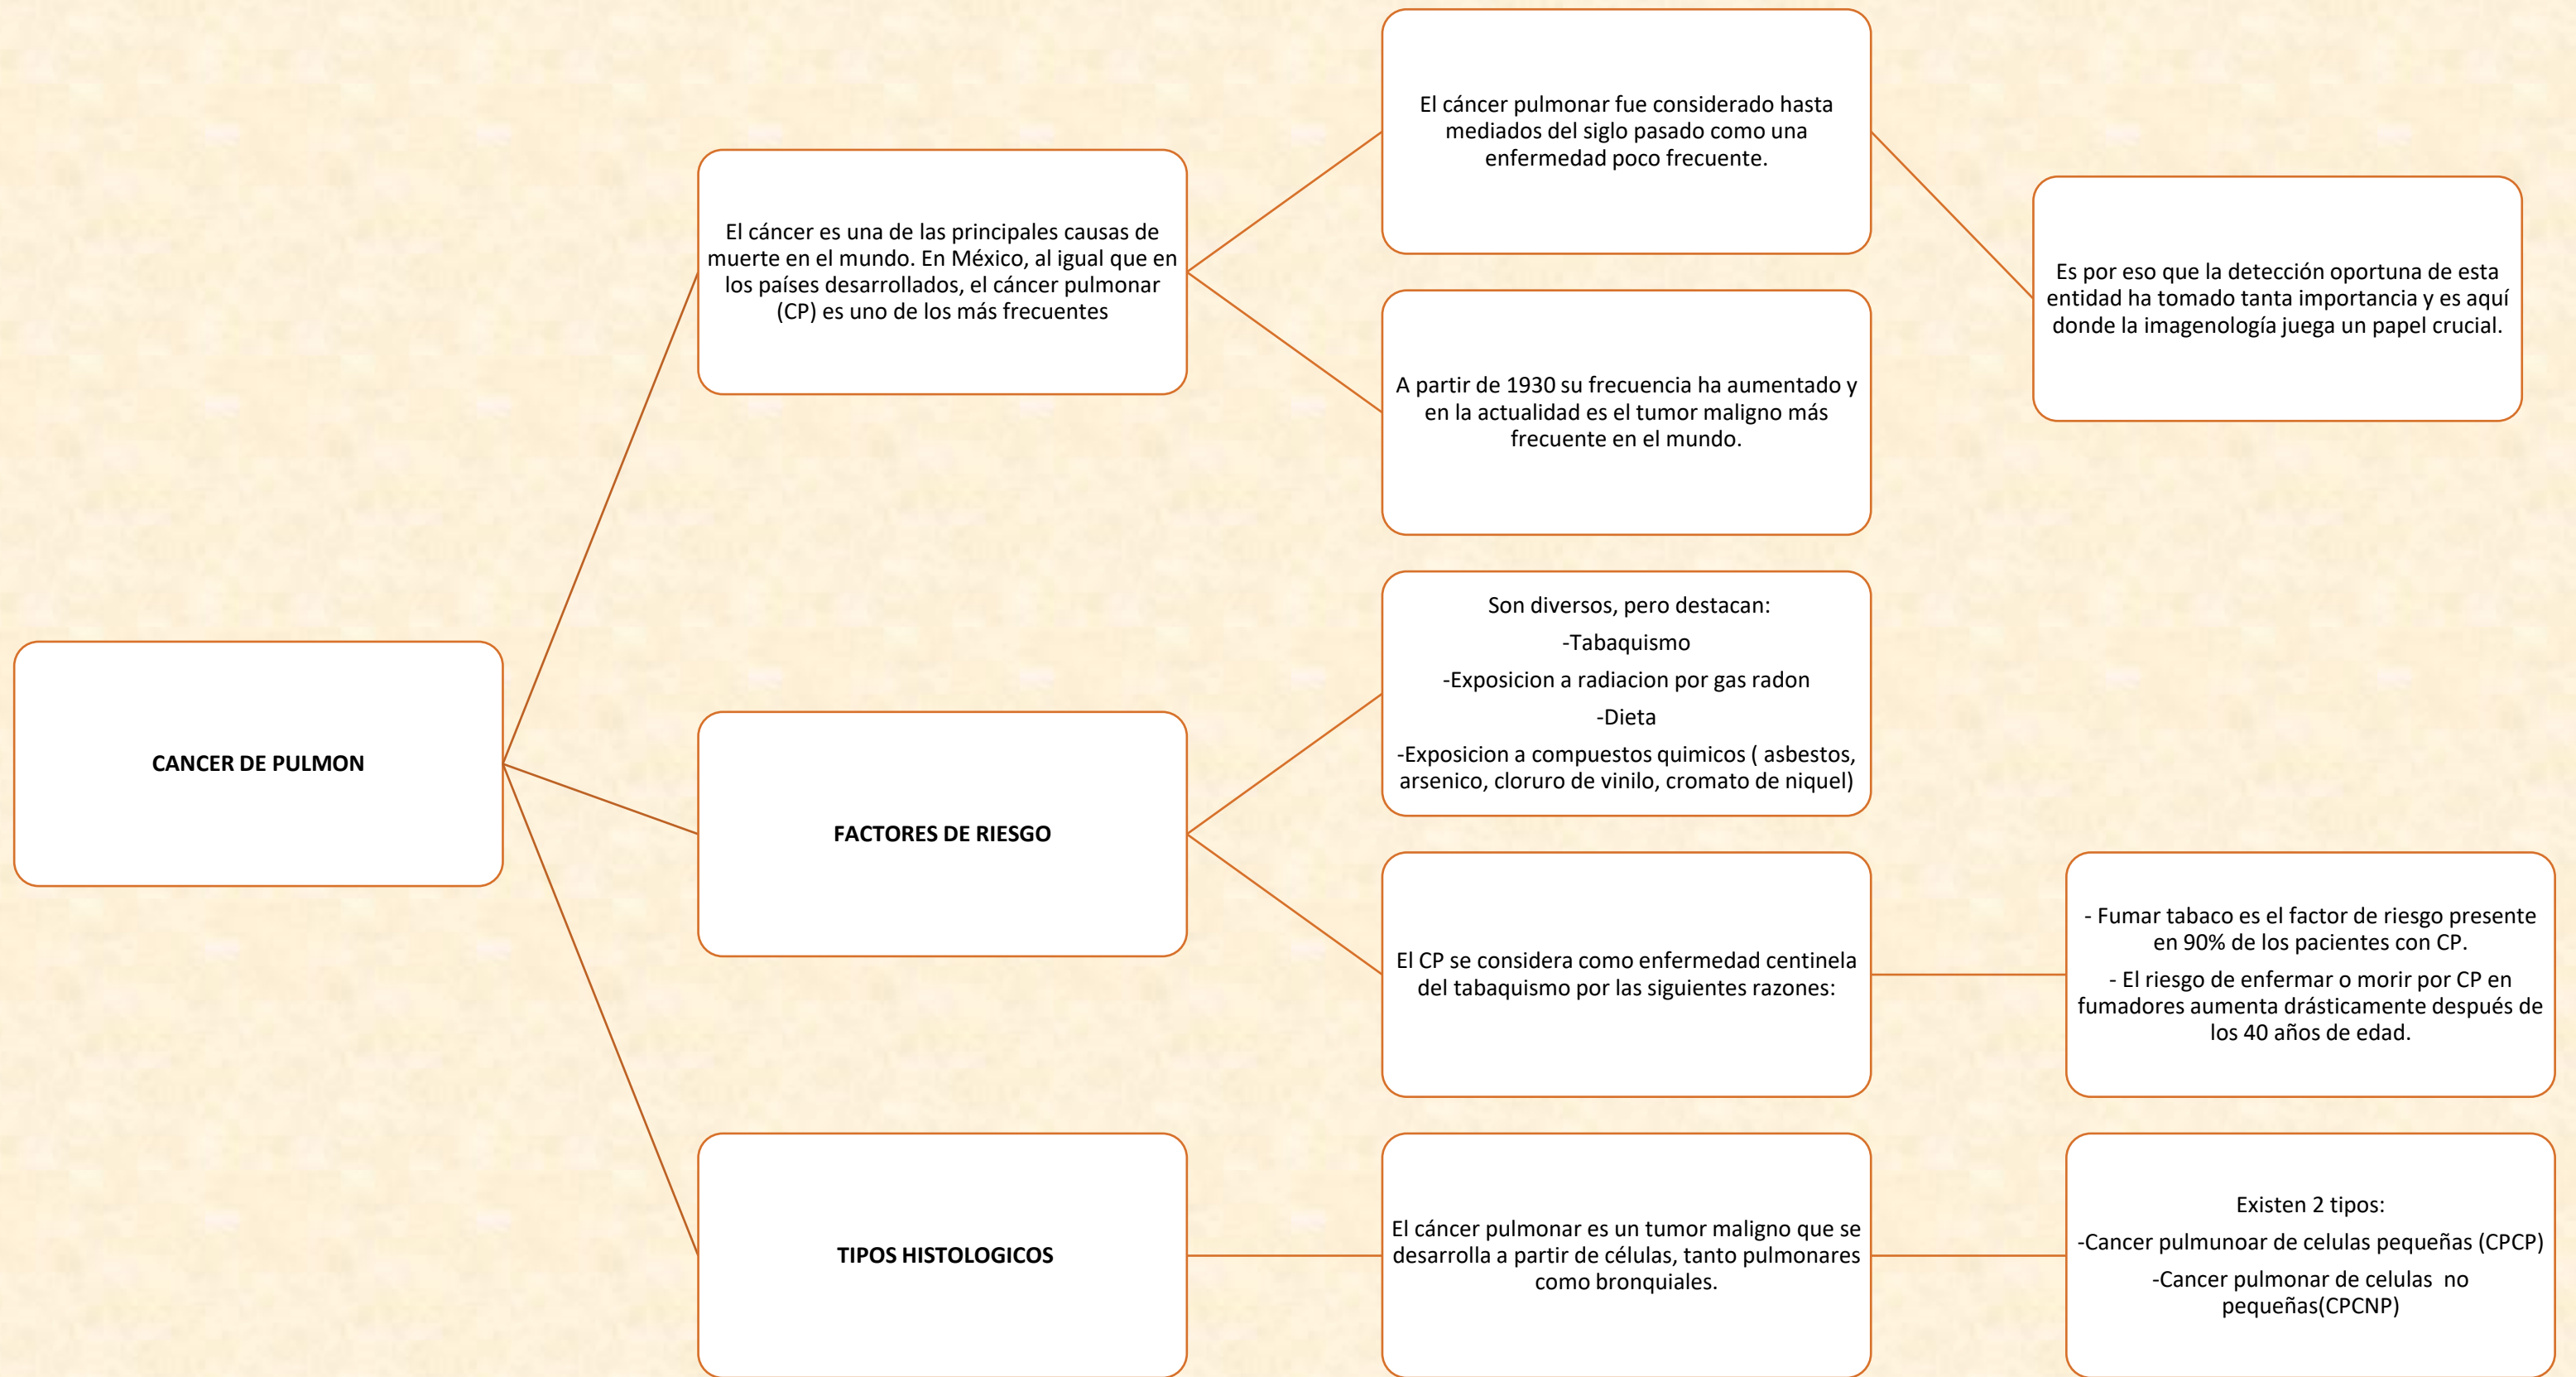 CANCER DE PULMON
El cáncer es una de las principales causas de
muerte en el mundo. En México, al igual que en
los países desarrollados, el cáncer pulmonar
(CP) es uno de los más frecuentes
El cáncer pulmonar fue considerado hasta
mediados del siglo pasado como una
enfermedad poco frecuente.
Es por eso que la detección oportuna de esta
entidad ha tomado tanta importancia y es aquí
donde la imagenología juega un papel crucial.
A partir de 1930 su frecuencia ha aumentado y
en la actualidad es el tumor maligno más
frecuente en el mundo.
FACTORES DE RIESGO
Son diversos, pero destacan:
-Tabaquismo
-Exposicion a radiacion por gas radon
-Dieta
-Exposicion a compuestos quimicos ( asbestos,
arsenico, cloruro de vinilo, cromato de niquel)
El CP se considera como enfermedad centinela
del tabaquismo por las siguientes razones:
- Fumar tabaco es el factor de riesgo presente
en 90% de los pacientes con CP.
- El riesgo de enfermar o morir por CP en
fumadores aumenta drásticamente después de
los 40 años de edad.
TIPOS HISTOLOGICOS
El cáncer pulmonar es un tumor maligno que se
desarrolla a partir de células, tanto pulmonares
como bronquiales.
Existen 2 tipos:
-Cancer pulmunoar de celulas pequeñas (CPCP)
-Cancer pulmonar de celulas  no
pequeñas(CPCNP)